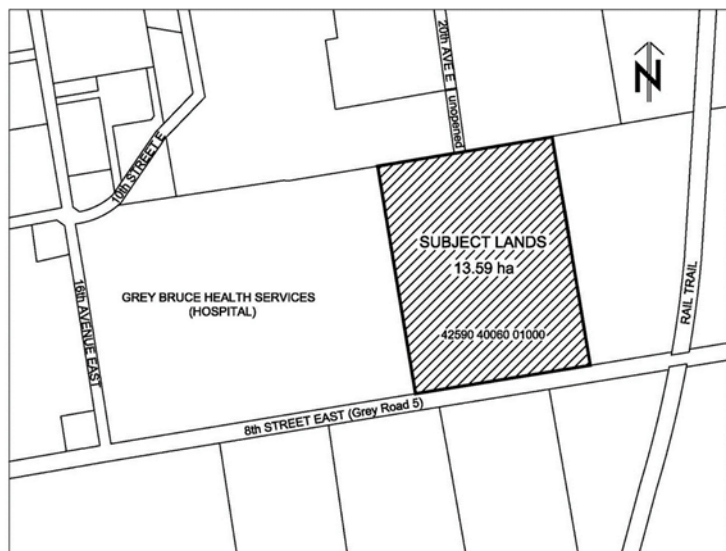 20th AVE E
unopened
N
10th STREET E
SUBJECT LANDS
13.59 ha
GREY BRUCE HEALTH SERVICES
(HOSPITAL)
42590 40060 01000
RAIL TRAIL
16th AVENUE EAST
8th STREET EAST (Grey Road 5)